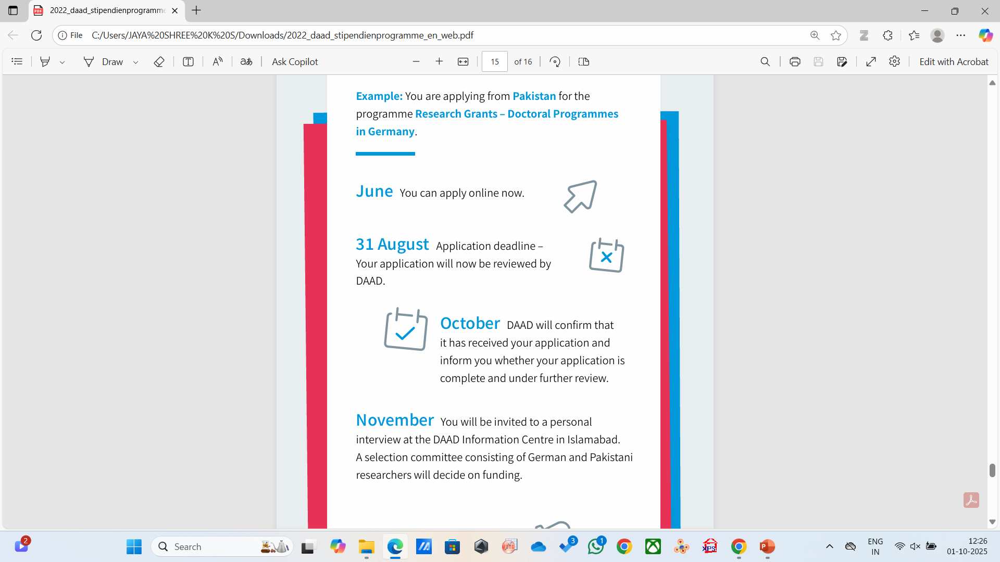 2022_daad_stipendienprogramme
File C:/Users/JAYA%20SHREE%20K%20S/Downloads/2022_daad_stipendienprogramme_en_web.pdf
Draw aあ Ask Copilot 15 of 16 Edit with Acrobat
Example: You are applying from Pakistan for the
programme Research Grants – Doctoral Programmes
in Germany.
June You can apply online now.
31 August Application deadline –
Your application will now be reviewed by
DAAD.
October DAAD will confirm that
it has received your application and
inform you whether your application is
complete and under further review.
November You will be invited to a personal
interview at the DAAD Information Centre in Islamabad.
A selection committee consisting of German and Pakistani
researchers will decide on funding.
2 Search 3 1 XPS P ENG 12:26
IN 01-10-2025